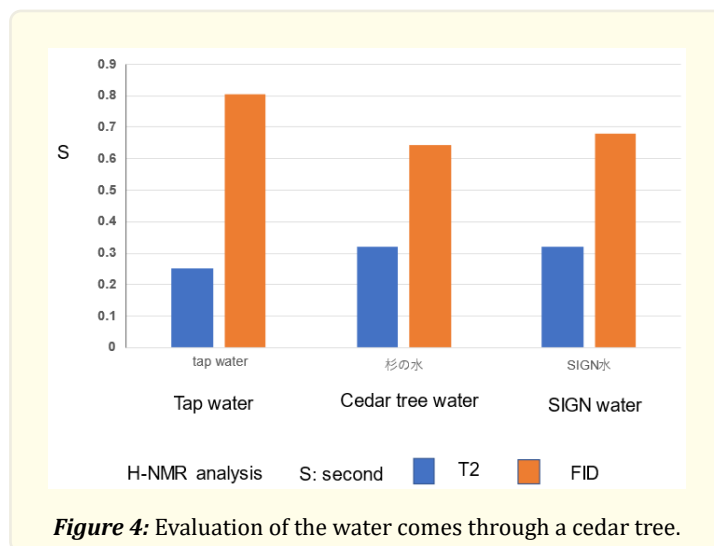 0.9
0.8
0.7
S
0.6
0.5
0.4
0.3
0.2
0.1
0
tap water 杉の水 SIGN水
Tap water Cedar tree water SIGN water
H-NMR analysis S: second T2 FID
Figure 4: Evaluation of the water comes through a cedar tree.